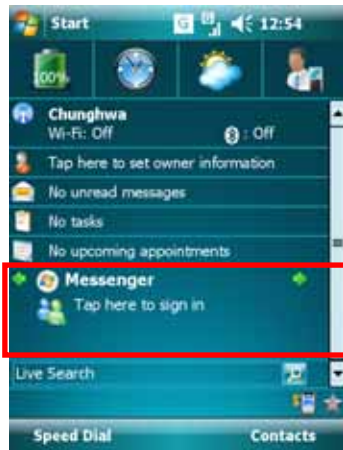 Start G 12:54
100%
Chunghwa
Wi-Fi: Off : Off
Tap here to set owner information
No unread messages
No tasks
No upcoming appointments
Messenger
Tap here to sign in
Live Search
Speed Dial Contacts